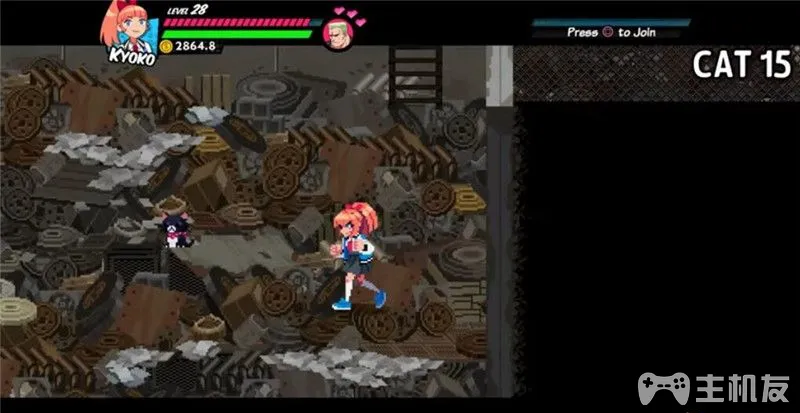 LEVEL 28
KYOKO
2864.8
Press □ to Join
CAT 15
主机友